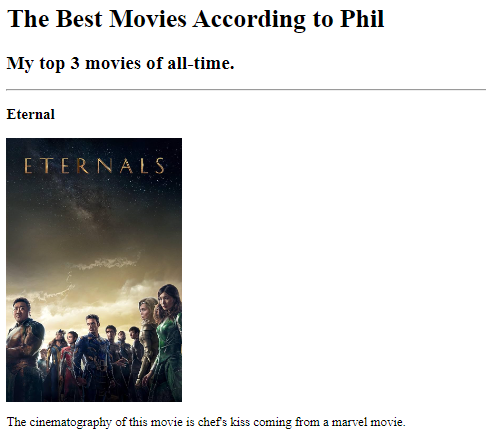 The Best Movies According to Phil
My top 3 movies of all-time.
Eternal
ETERNALS
The cinematography of this movie is chef's kiss coming from a marvel movie.